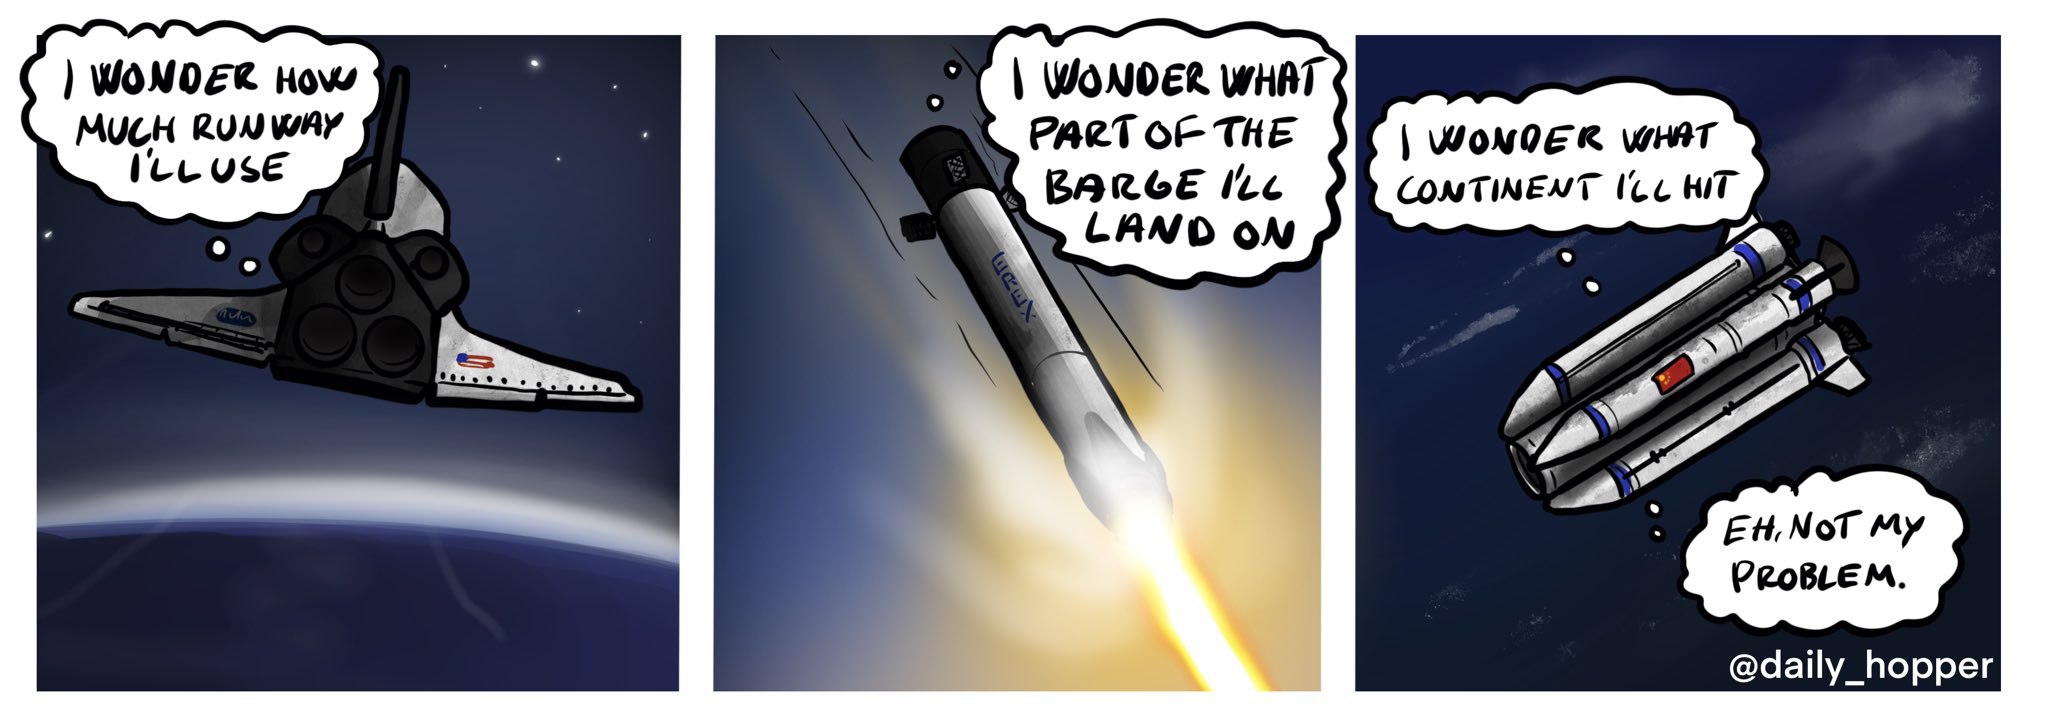 I WONDER HOW
MUCH RUNWAY
I'LL USE
I WONDER WHAT
PART OF THE
BARGE I'LL
LAND ON
I WONDER WHAT
CONTINENT I'LL HIT
EH, NOT MY
PROBLEM.
@daily_hopper